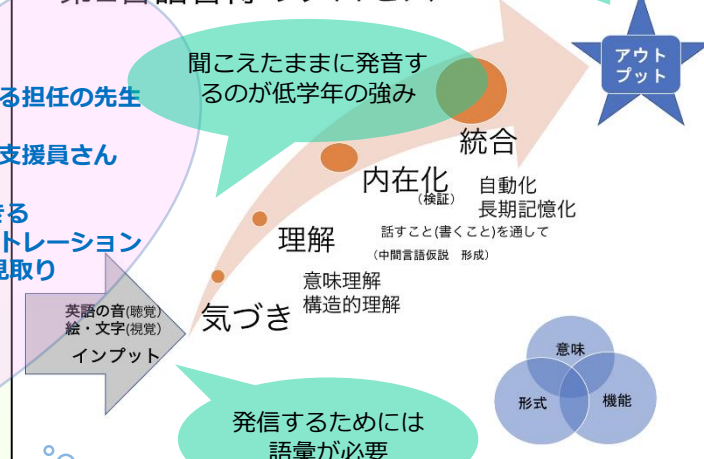 聞こえたままに発音す
るのが低学年の強み
アウト
プット
る担任の先生
支援員さん
きる
トレーション
見取り
統合
自動化
長期記憶化
内在化
(検証)
話すこと(書くこと)を通して
(中間言語仮説 形成)
理解
意味理解
構造的理解
気づき
英語の音(聴覚)
絵・文字(視覚)
インプット
意味
形式
機能
発信するためには
語彙が必要